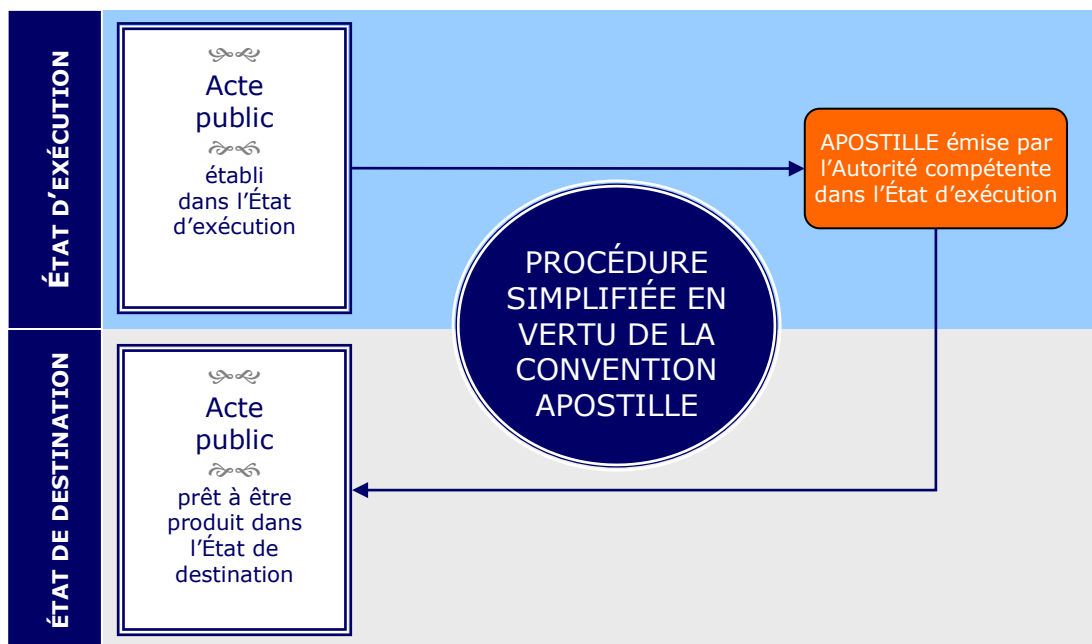 ÉTAT D’EXÉCUTION
Acte
public
établi
dans l’État
d’exécution
APOSTILLE émise par
l’Autorité compétente
dans l’État d’exécution
PROCÉDURE
SIMPLIFIÉE EN
VERTU DE LA
CONVENTION
APOSTILLE
ÉTAT DE DESTINATION
Acte
public
prêt à être
produit dans
l’État de
destination